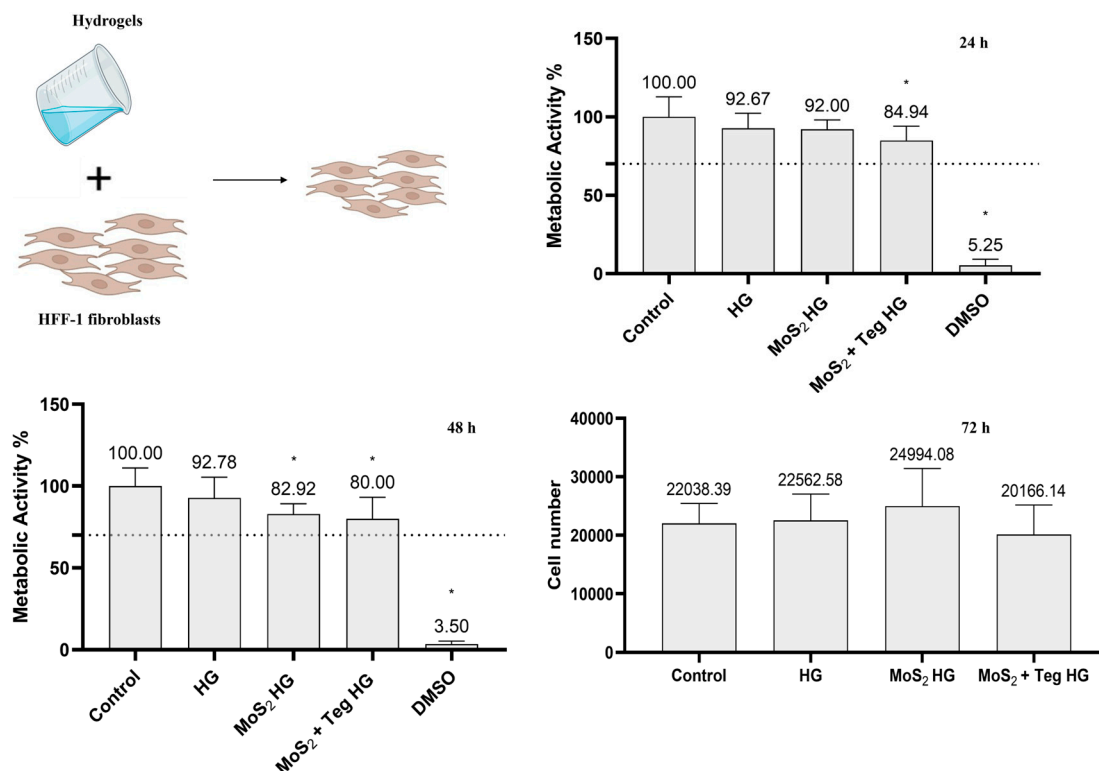 Hydrogels
+
HFF-1 fibroblasts
24 h
Metabolic Activity %
150
100
50
0
100.00
92.67
92.00
*
84.94
*
5.25
Control
HG
MoS₂ HG
MoS₂ + Teg HG
DMSO
48 h
Metabolic Activity %
150
100
50
0
100.00
92.78
*
82.92
*
80.00
*
3.50
Control
HG
MoS₂ HG
MoS₂ + Teg HG
DMSO
72 h
Cell number
40000
30000
20000
10000
0
22038.39
22562.58
24994.08
20166.14
Control
HG
MoS₂ HG
MoS₂ + Teg HG